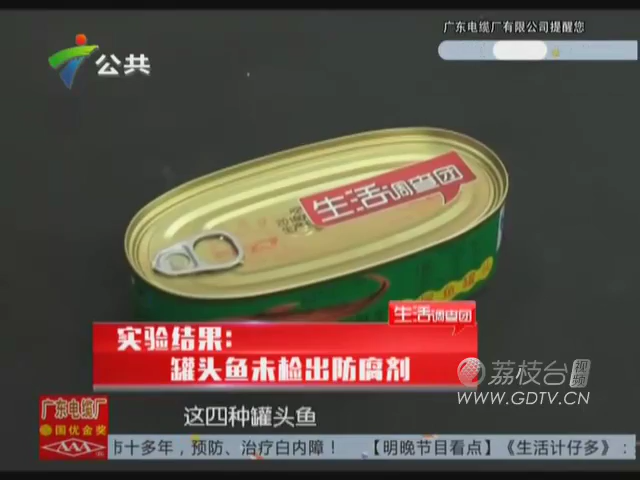 广东电缆厂有限公司提醒您
公共
生活调查团
生活调查团
实验结果：
罐头鱼未检出防腐剂
荔枝台 视频
WWW.GDTV.CN
广东电缆厂
国优金奖
这四种罐头鱼
市十多年，预防、治疗白内障！ 【明晚节目看点】《生活计仔多》：